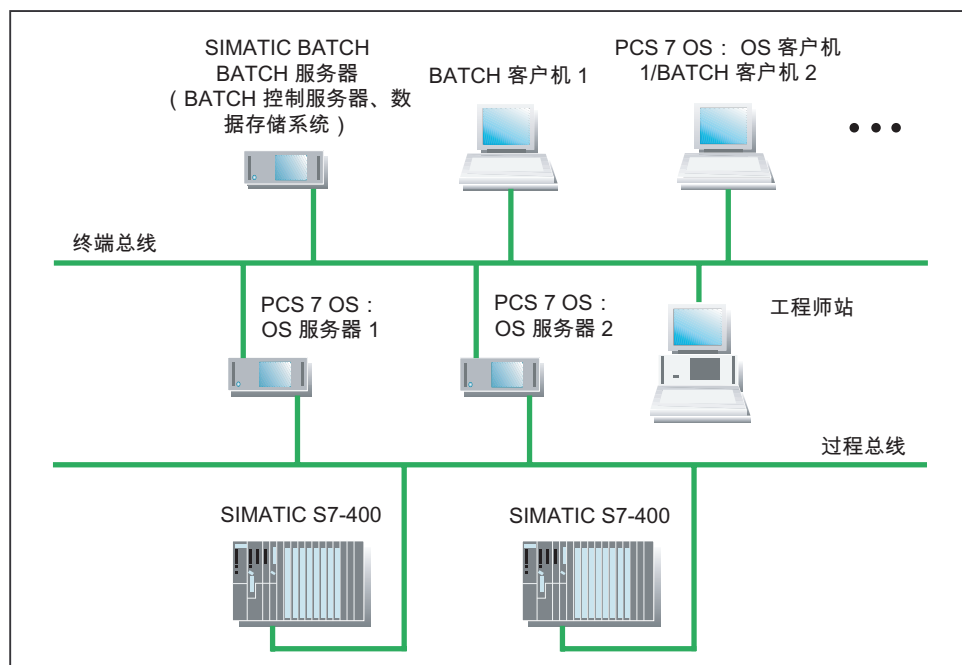 SIMATIC BATCH
BATCH 服务器
（BATCH 控制服务器、数
据存储系统）
BATCH 客户机 1
PCS 7 OS： OS 客户机
1/BATCH 客户机 2
终端总线
PCS 7 OS：
OS 服务器 1
PCS 7 OS：
OS 服务器 2
工程师站
过程总线
SIMATIC S7-400
SIMATIC S7-400